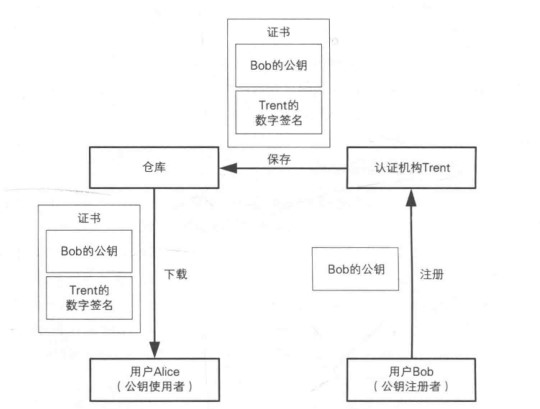 证书
Bob的公钥
Trent的
数字签名
仓库
保存
认证机构Trent
证书
Bob的公钥
Trent的
数字签名
下载
Bob的公钥
注册
用户Alice
（公钥使用者）
用户Bob
（公钥注册者）